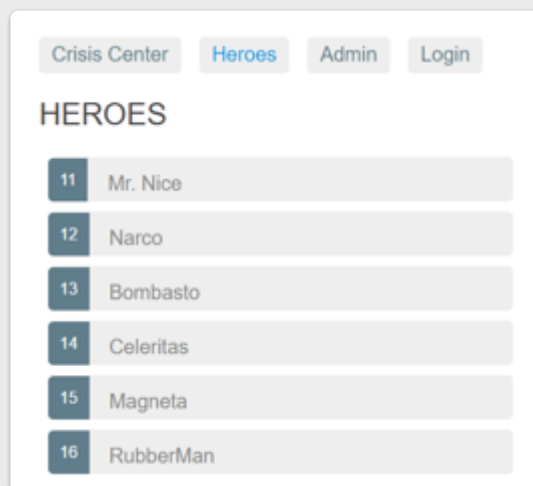 Crisis Center Heroes Admin Login
HEROES
11 Mr. Nice
12 Narco
13 Bombasto
14 Celeritas
15 Magneta
16 RubberMan